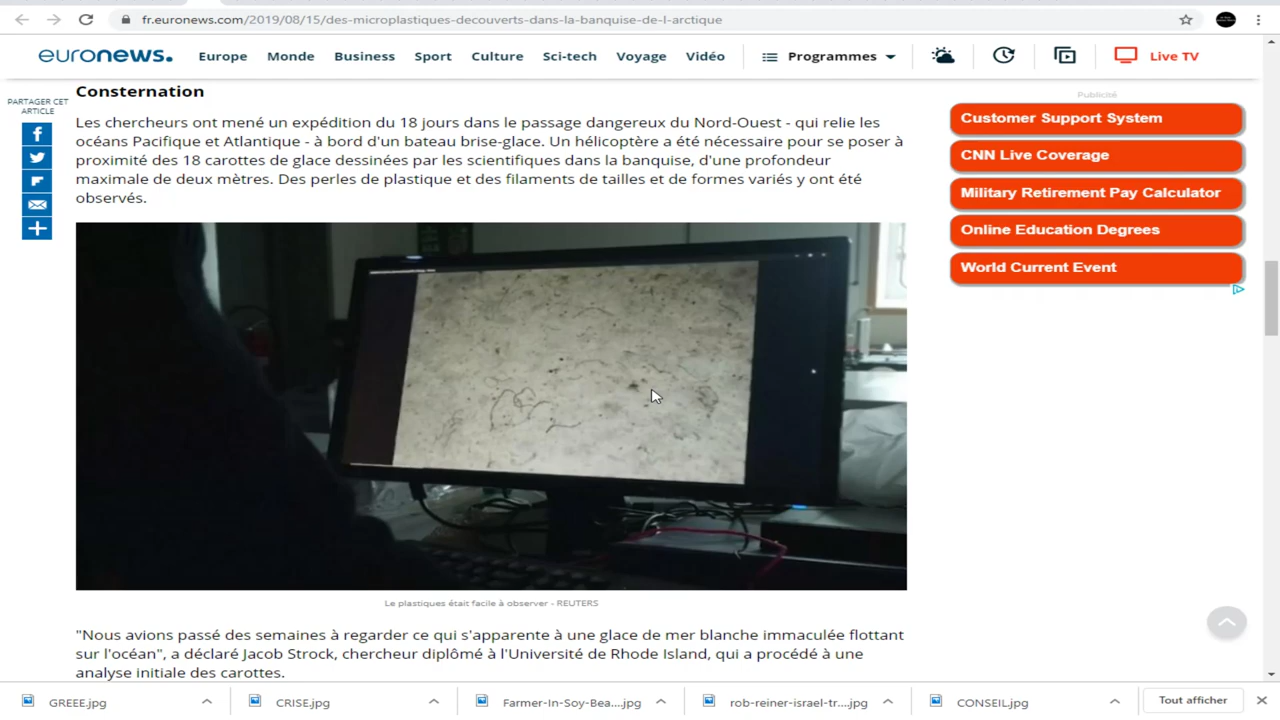 fr.euronews.com/2019/08/15/des-microplastiques-decouverts-dans-la-banquise-de-l-arctique
euronews.
Europe
Monde
Business
Sport
Culture
Sci-tech
Voyage
Vidéo
Programmes
Live TV
PARTAGER CET
ARTICLE
Consternation
Les chercheurs ont mené un expédition du 18 jours dans le passage dangereux du Nord-Ouest - qui relie les
océans Pacifique et Atlantique - à bord d'un bateau brise-glace. Un hélicoptère a été nécessaire pour se poser à
proximité des 18 carottes de glace dessinées par les scientifiques dans la banquise, d'une profondeur
maximale de deux mètres. Des perles de plastique et des filaments de tailles et de formes variés y ont été
observés.
Publicité
Customer Support System
CNN Live Coverage
Military Retirement Pay Calculator
Online Education Degrees
World Current Event
Le plastiques était facile à observer - REUTERS
"Nous avions passé des semaines à regarder ce qui s'apparente à une glace de mer blanche immaculée flottant
sur l'océan", a déclaré Jacob Strock, chercheur diplômé à l'Université de Rhode Island, qui a procédé à une
analyse initiale des carottes.
GREEE.jpg
CRISE.jpg
Farmer-In-Soy-Bea....jpg
rob-reiner-israel-tr....jpg
CONSEIL.jpg
Tout afficher